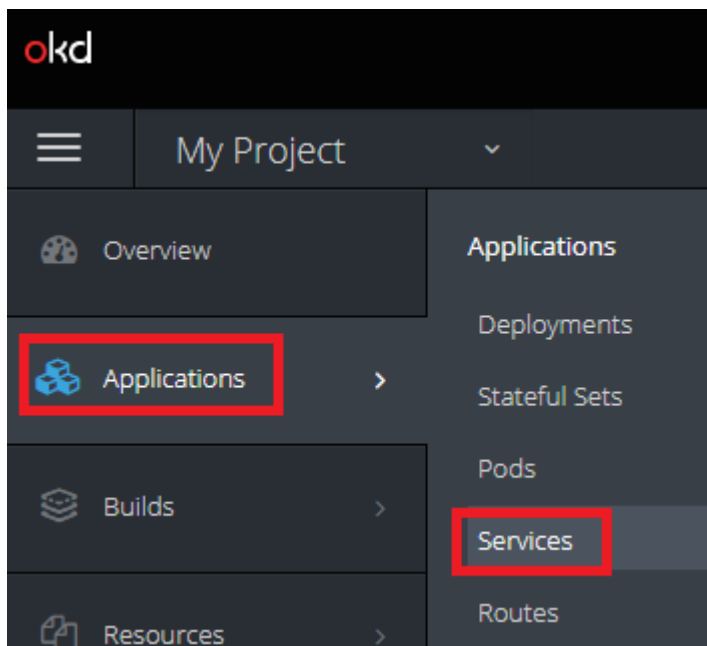 okd
My Project
Overview
Applications
Builds
Resources
Applications
Deployments
Stateful Sets
Pods
Services
Routes